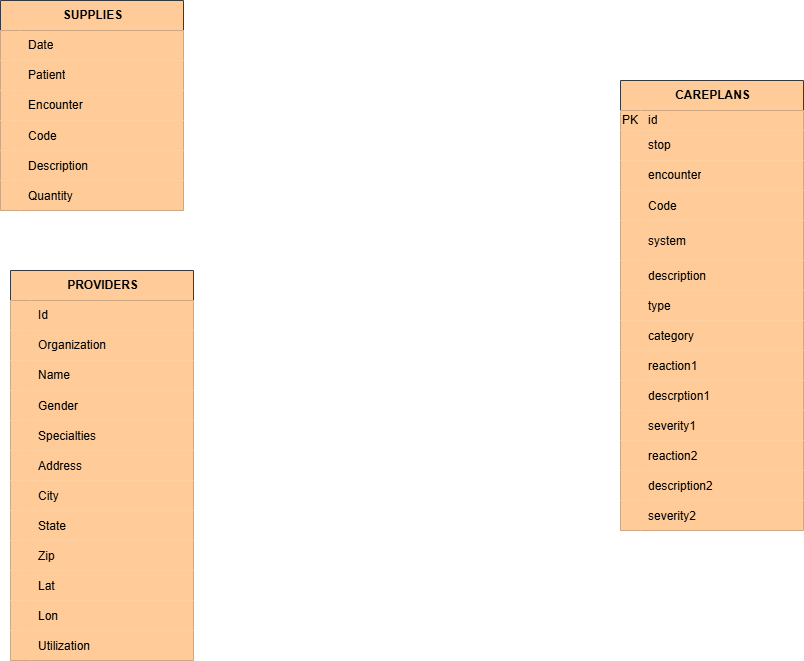 SUPPLIES
Date
Patient
Encounter
Code
Description
Quantity
PROVIDERS
Id
Organization
Name
Gender
Specialties
Address
City
State
Zip
Lat
Lon
Utilization
CAREPLANS
PK id
stop
encounter
Code
system
description
type
category
reaction1
descrption1
severity1
reaction2
description2
severity2